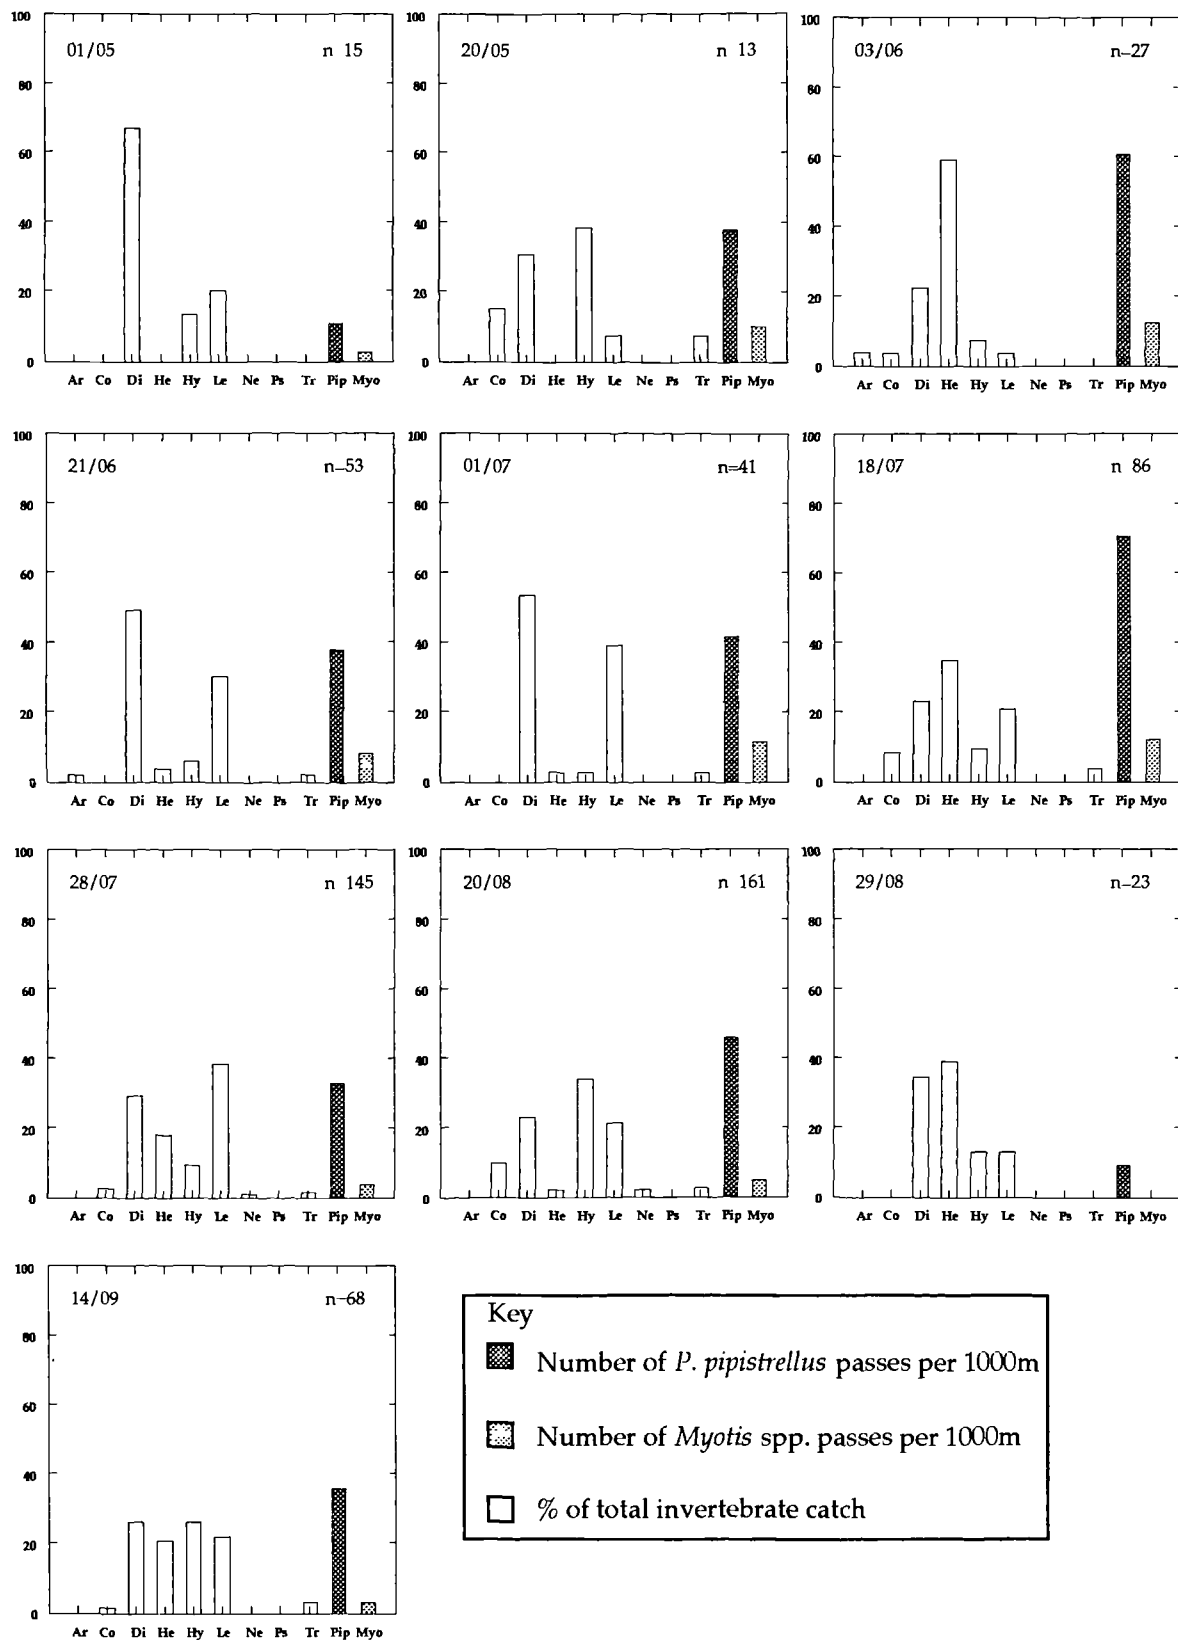 100
80
60
40
20
0
01/05 n 15
Ar Co Di He Hy Le Ne Ps Tr Pip Myo
100
80
60
40
20
0
20/05 n 13
Ar Co Di He Hy Le Ne Ps Tr Pip Myo
100
80
60
40
20
0
03/06 n-27
Ar Co Di He Hy Le Ne Ps Tr Pip Myo
100
80
60
40
20
0
21/06 n-53
Ar Co Di He Hy Le Ne Ps Tr Pip Myo
100
80
60
40
20
0
01/07 n=41
Ar Co Di He Hy Le Ne Ps Tr Pip Myo
100
80
60
40
20
0
18/07 n 86
Ar Co Di He Hy Le Ne Ps Tr Pip Myo
100
80
60
40
20
0
28/07 n 145
Ar Co Di He Hy Le Ne Ps Tr Pip Myo
100
80
60
40
20
0
20/08 n 161
Ar Co Di He Hy Le Ne Ps Tr Pip Myo
100
80
60
40
20
0
29/08 n-23
Ar Co Di He Hy Le Ne Ps Tr Pip Myo
100
80
60
40
20
0
14/09 n-68
Ar Co Di He Hy Le Ne Ps Tr Pip Myo
Key
Number of P. pipistrellus passes per 1000m
Number of Myotis spp. passes per 1000m
% of total invertebrate catch